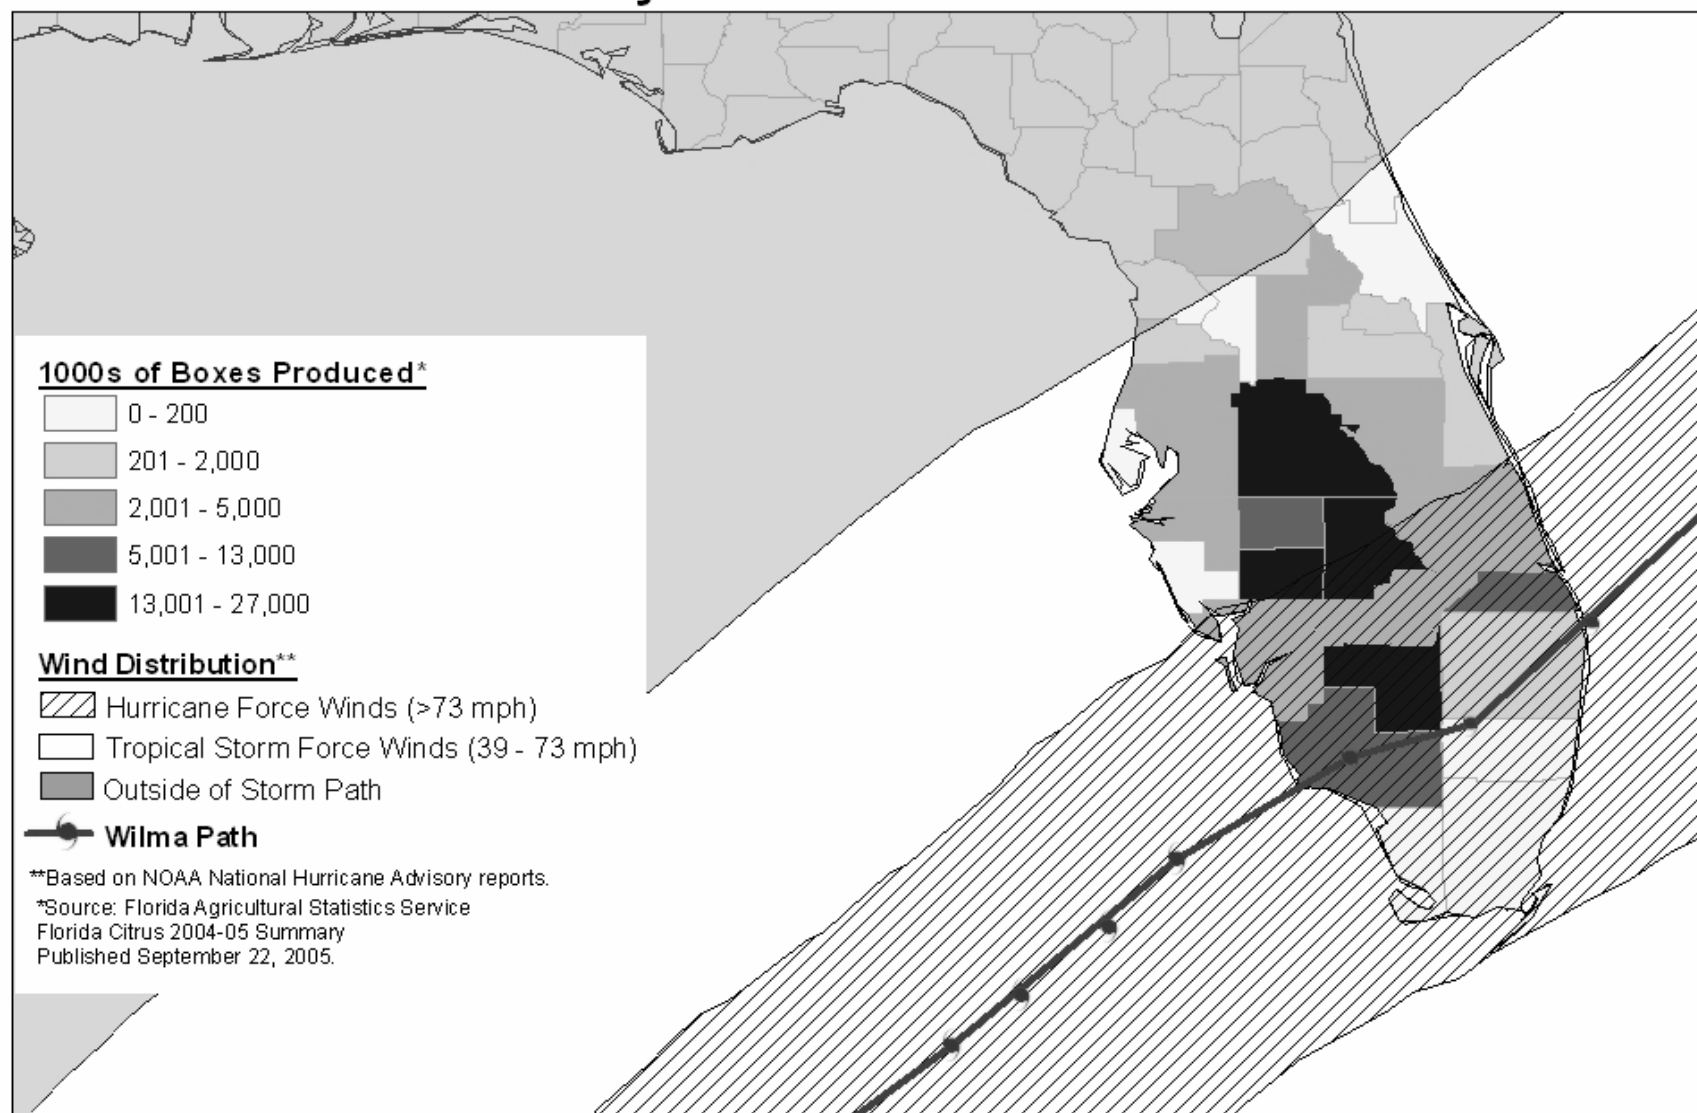 1000s of Boxes Produced*
0 - 200
201 - 2,000
2,001 - 5,000
5,001 - 13,000
13,001 - 27,000
Wind Distribution**
Hurricane Force Winds (>73 mph)
Tropical Storm Force Winds (39 - 73 mph)
Outside of Storm Path
Wilma Path
**Based on NOAA National Hurricane Advisory reports.
*Source: Florida Agricultural Statistics Service
Florida Citrus 2004-05 Summary
Published September 22, 2005.